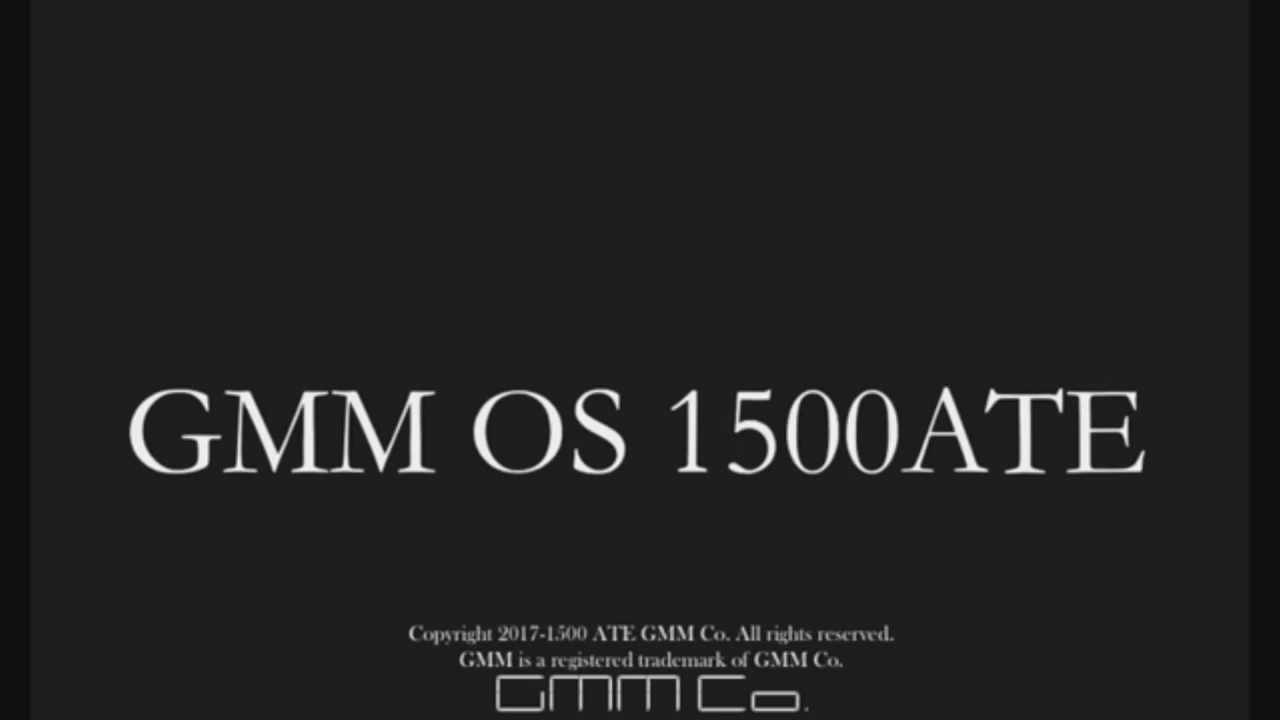 GMM OS 1500ATE
Copyright 2017-1500 ATE GMM Co. All rights reserved.
GMM is a registered trademark of GMM Co.
GMM Co.